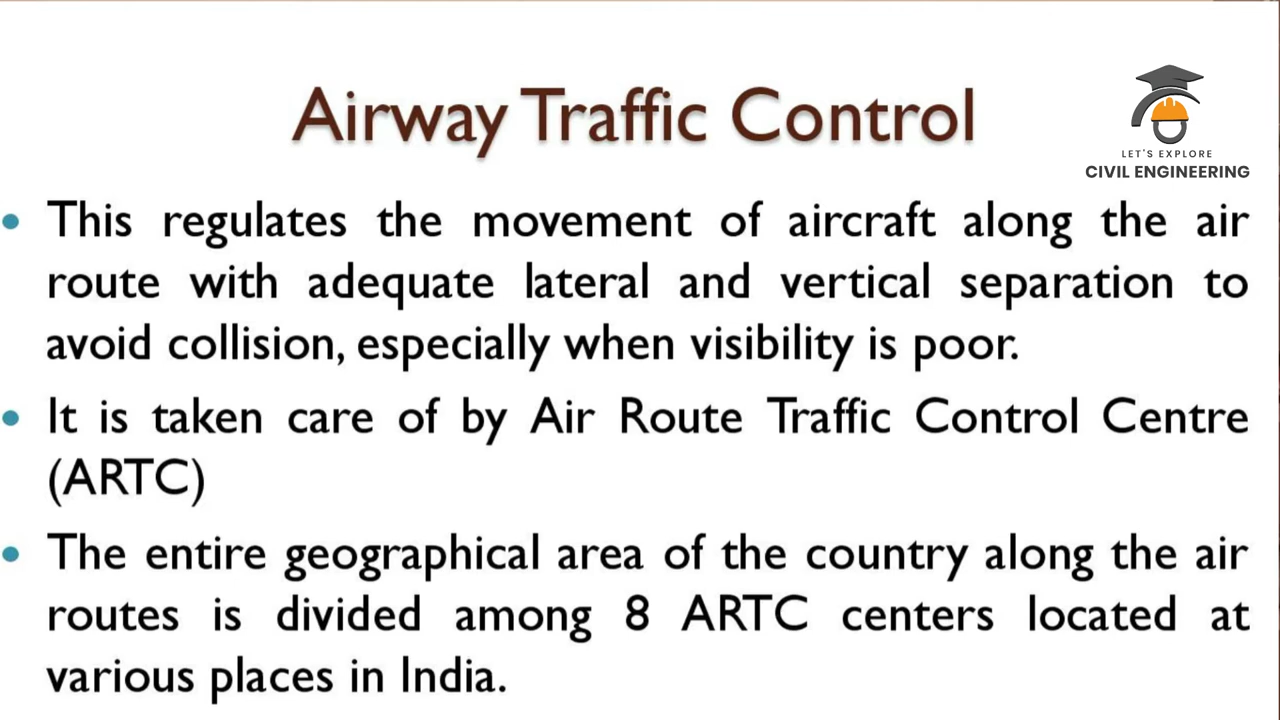 Airway Traffic Control
LET'S EXPLORE
CIVIL ENGINEERING
• This regulates the movement of aircraft along the air
route with adequate lateral and vertical separation to
avoid collision, especially when visibility is poor.
• It is taken care of by Air Route Traffic Control Centre
(ARTC)
• The entire geographical area of the country along the air
routes is divided among 8 ARTC centers located at
various places in India.